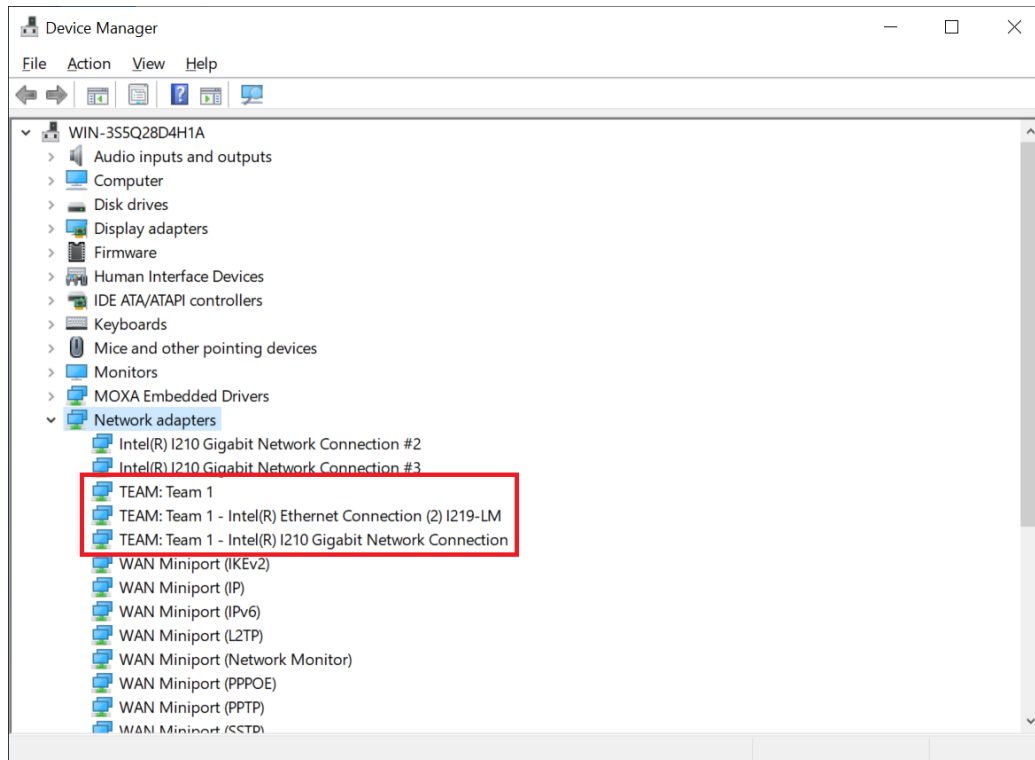 Device Manager
File Action View Help
WIN-3S5Q28D4H1A
Audio inputs and outputs
Computer
Disk drives
Display adapters
Firmware
Human Interface Devices
IDE ATA/ATAPI controllers
Keyboards
Mice and other pointing devices
Monitors
MOXA Embedded Drivers
Network adapters
Intel(R) I210 Gigabit Network Connection #2
Intel(R) I210 Gigabit Network Connection #3
TEAM: Team 1
TEAM: Team 1 - Intel(R) Ethernet Connection (2) I219-LM
TEAM: Team 1 - Intel(R) I210 Gigabit Network Connection
WAN Miniport (IKEv2)
WAN Miniport (IP)
WAN Miniport (IPv6)
WAN Miniport (L2TP)
WAN Miniport (Network Monitor)
WAN Miniport (PPPOE)
WAN Miniport (PPTP)
WAN Miniport (SSTP)